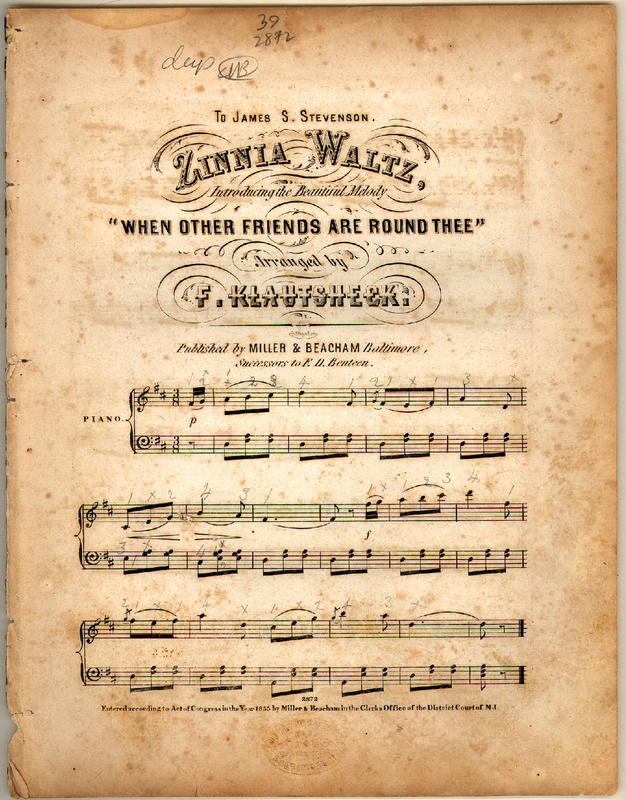 39
2872
dup
To James S. Stevenson.
Zinnia Waltz,
Introducing the Beautiful Melody
"WHEN OTHER FRIENDS ARE ROUND THEE"
Arranged by
F. KLAUTSHECK.
Published by MILLER & BEACHAM Baltimore,
Successors to F. D. Benteen.
PIANO.
p
f
2872
Entered according to Act of Congress in the Year 1855 by Miller & Beacham in the Clerks Office of the District Court of Md